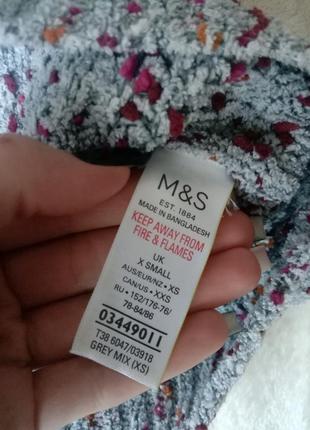 M&S
EST. 1884
MADE IN BANGLADESH
KEEP AWAY FROM
FIRE & FLAMES
UK
X SMALL
AUS/EUR/NZ • XS
CAN/US • XXS
RU • 152/176-76/
78-84/86
03449011
T38 6047/03918
GREY MIX (XS)